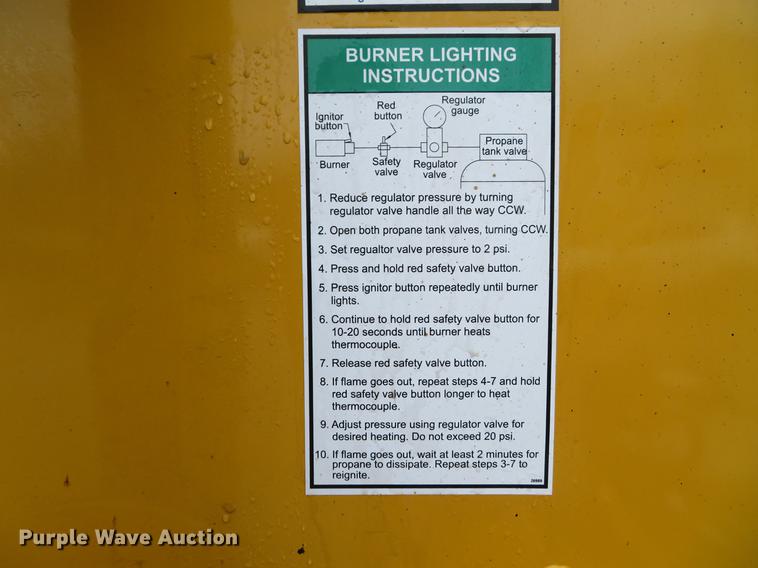 BURNER LIGHTING
INSTRUCTIONS
Regulator
gauge
Red
button
Ignitor
button
Propane
tank valve
Burner
Safety
valve
Regulator
valve
1. Reduce regulator pressure by turning
regulator valve handle all the way CCW.
2. Open both propane tank valves, turning CCW.
3. Set regualtor valve pressure to 2 psi.
4. Press and hold red safety valve button.
5. Press ignitor button repeatedly until burner
lights.
6. Continue to hold red safety valve button for
10-20 seconds until burner heats
thermocouple.
7. Release red safety valve button.
8. If flame goes out, repeat steps 4-7 and hold
red safety valve button longer to heat
thermocouple.
9. Adjust pressure using regulator valve for
desired heating. Do not exceed 20 psi.
10. If flame goes out, wait at least 2 minutes for
propane to dissipate. Repeat steps 3-7 to
reignite.
Purple Wave Auction